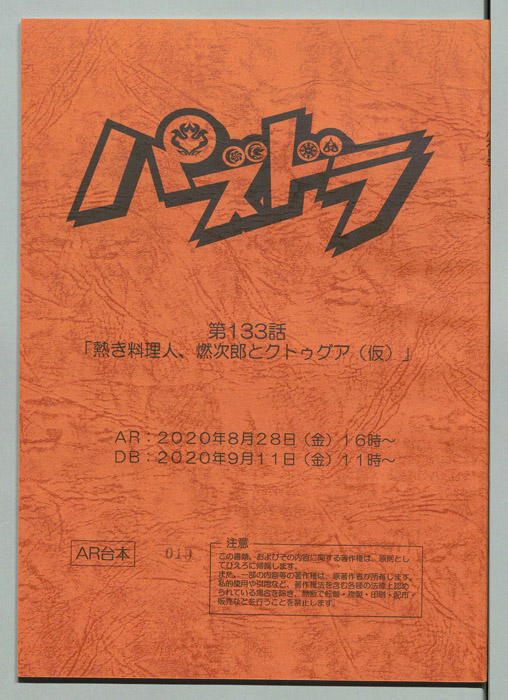 パズドラ
第133話
「熱き料理人、燃次郎とクトゥグア（仮）」
AR：2020年8月28日（金）16時～
DB：2020年9月11日（金）11時～
AR台本
019
注意
この書類、およびその内容に関する著作権は、原則とし
てひえろに帰属します。
また、一部の内容等の著作権は、原著作者が所有します。
私的使用や引用など、著作権法を含む各種の法律上認め
られている場合を除き、無断で転載・複製・印刷・配布・
販売などを行うことを禁止します。